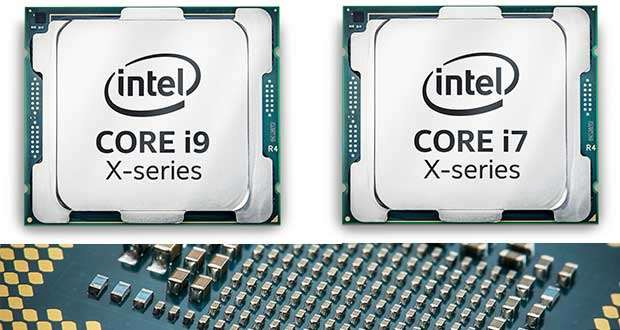 intel
CORE i9
X-series
R4
intel
CORE i7
X-series
R4